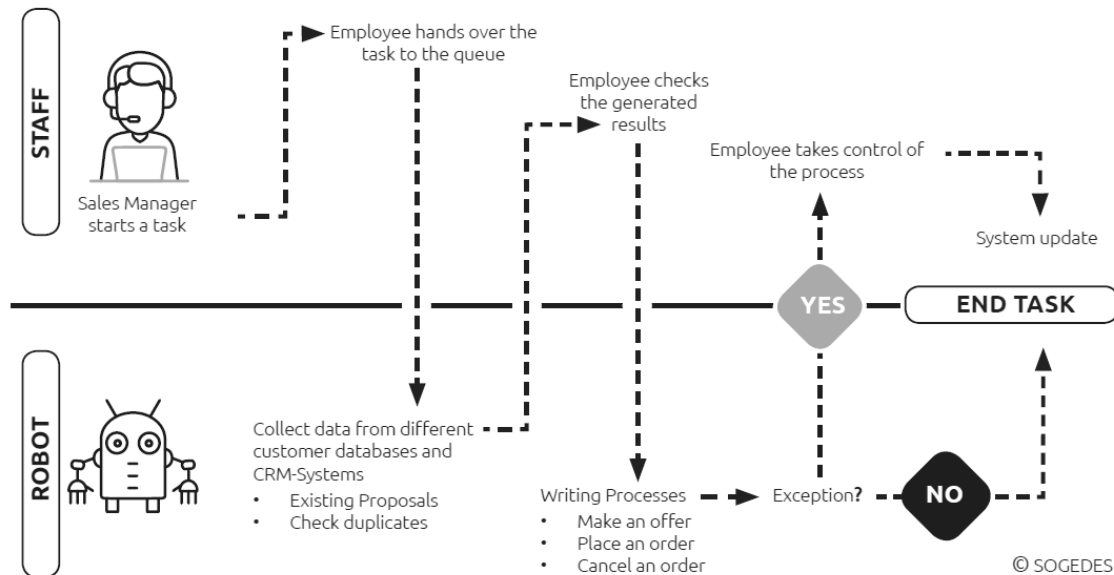 STAFF
Sales Manager
starts a task
Employee hands over the
task to the queue
Employee checks
the generated
results
Employee takes control of
the process
System update
YES
END TASK
ROBOT
Collect data from different
customer databases and
CRM-Systems
• Existing Proposals
• Check duplicates
Writing Processes
• Make an offer
• Place an order
• Cancel an order
Exception?
NO
© SOGEDES